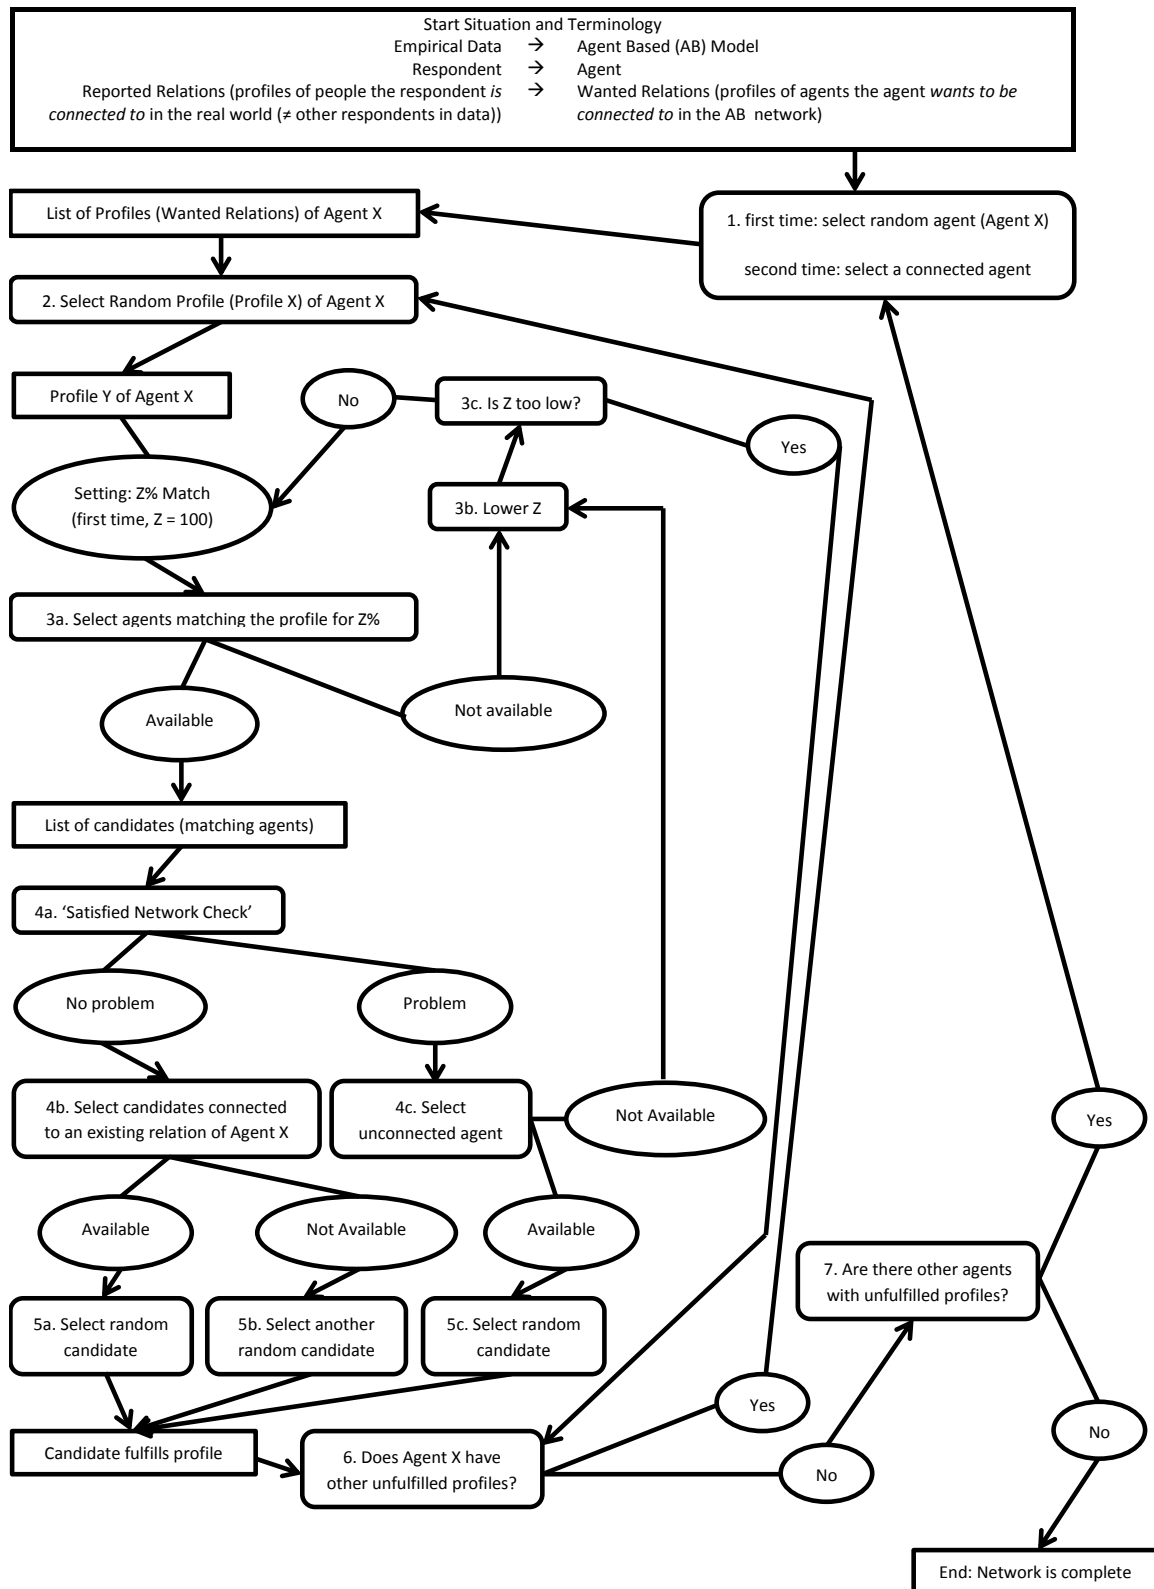 Start Situation and Terminology
Empirical Data → Agent Based (AB) Model
Respondent → Agent
Reported Relations (profiles of people the respondent is → Wanted Relations (profiles of agents the agent wants to be
connected to in the real world (≠ other respondents in data)) connected to in the AB network)
List of Profiles (Wanted Relations) of Agent X
1. first time: select random agent (Agent X)
second time: select a connected agent
2. Select Random Profile (Profile X) of Agent X
Profile Y of Agent X
No
3c. Is Z too low?
Yes
Setting: Z% Match
(first time, Z = 100)
3b. Lower Z
3a. Select agents matching the profile for Z%
Available
Not available
List of candidates (matching agents)
4a. ‘Satisfied Network Check’
No problem
Problem
4b. Select candidates connected
to an existing relation of Agent X
4c. Select
unconnected agent
Not Available
Yes
Available
Not Available
Available
7. Are there other agents
with unfulfilled profiles?
5a. Select random
candidate
5b. Select another
random candidate
5c. Select random
candidate
Yes
No
Candidate fulfills profile
6. Does Agent X have
other unfulfilled profiles?
No
End: Network is complete